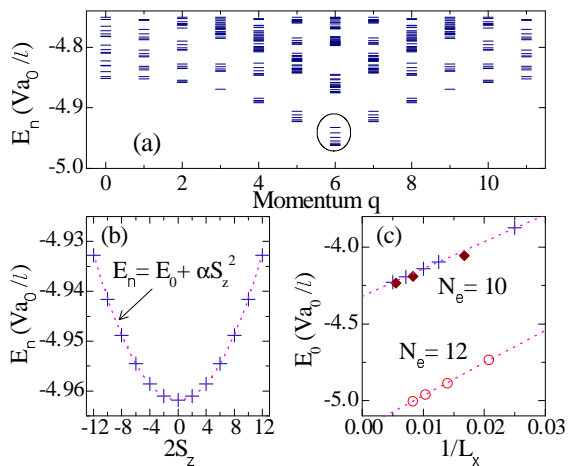 -4.8
-4.9
-5.0
E_n (Va_0/l)
(a)
0 2 4 6 8 10
Momentum q
(b)
-4.93
-4.94
-4.95
-4.96
E_n (Va_0/l)
E_n = E_0 + αS_z^2
-12 -8 -4 0 4 8 12
2S_z
(c)
-4.0
-4.5
-5.0
E_0 (Va_0/l)
N_e = 10
N_e = 12
0.00 0.01 0.02 0.03
1/L_x